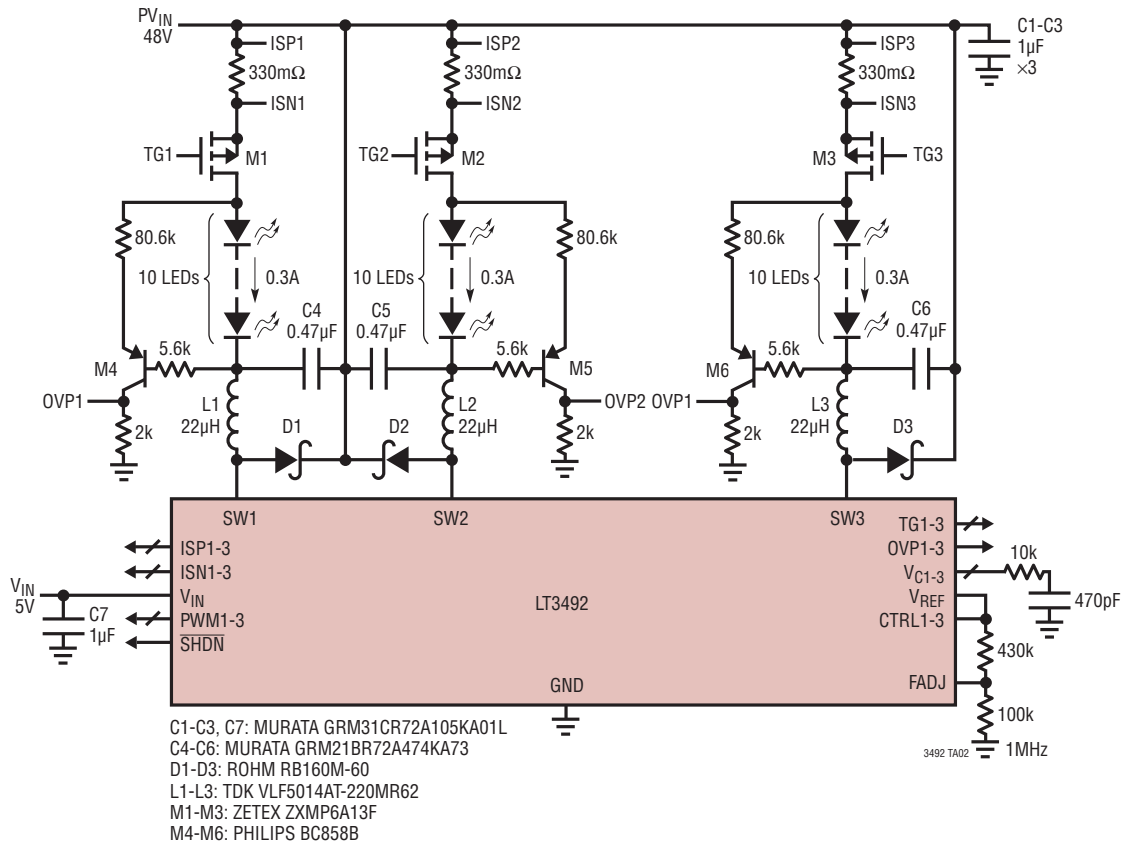 PVIN
48V
ISP1
ISP2
ISP3
C1-C3
1µF
×3
330mΩ
330mΩ
330mΩ
ISN1
ISN2
ISN3
TG1
M1
TG2
M2
M3
TG3
80.6k
80.6k
80.6k
10 LEDs
0.3A
10 LEDs
0.3A
10 LEDs
0.3A
C4
0.47µF
C5
0.47µF
C6
0.47µF
M4
5.6k
5.6k
M5
M6
5.6k
OVP1
OVP2
OVP1
2k
L1
22µH
D1
D2
L2
22µH
2k
2k
L3
22µH
D3
SW1
SW2
SW3
ISP1-3
ISN1-3
VIN
5V
VIN
C7
1µF
PWM1-3
SHDN
LT3492
GND
TG1-3
OVP1-3
VC1-3
10k
470pF
VREF
CTRL1-3
430k
FADJ
100k
1MHz
3492 TA02
C1-C3, C7: MURATA GRM31CR72A105KA01L
C4-C6: MURATA GRM21BR72A474KA73
D1-D3: ROHM RB160M-60
L1-L3: TDK VLF5014AT-220MR62
M1-M3: ZETEX ZXMP6A13F
M4-M6: PHILIPS BC858B